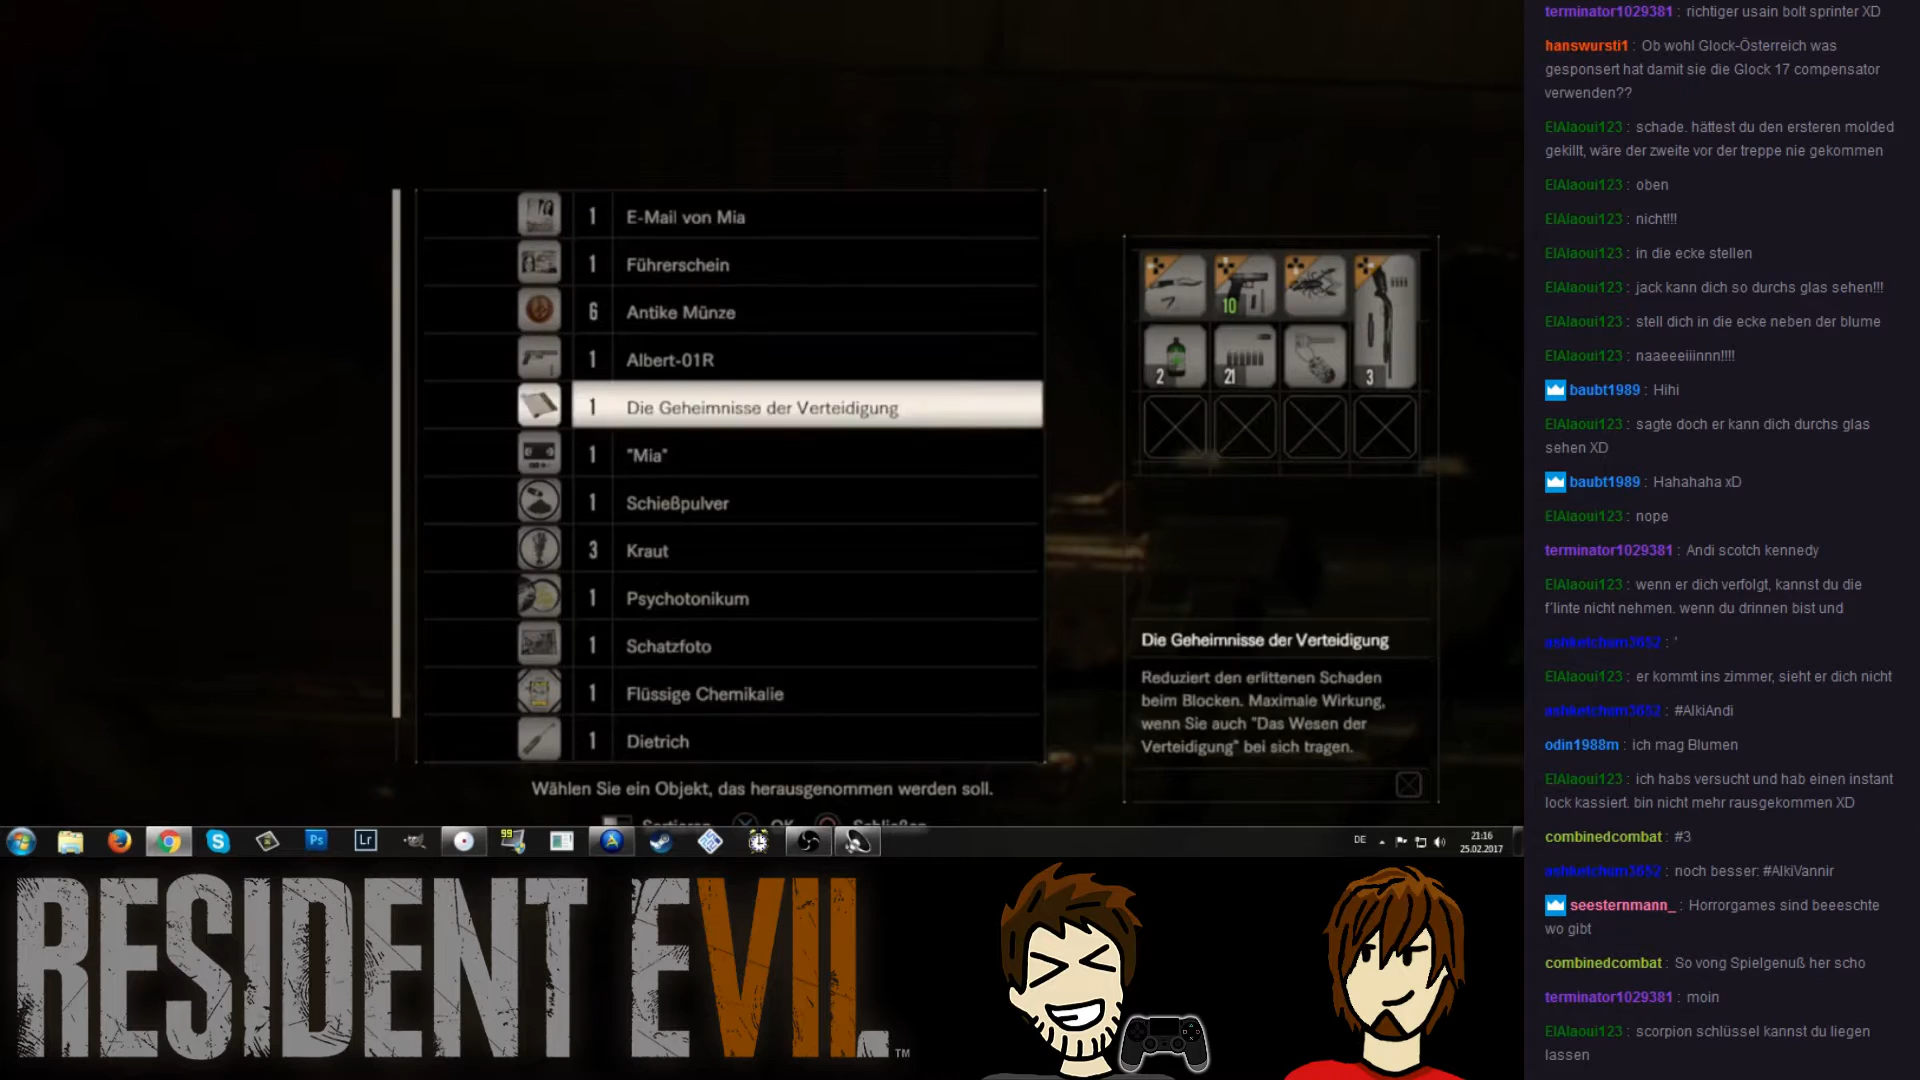 1 E-Mail von Mia
1 Führerschein
6 Antike Münze
1 Albert-01R
1 Die Geheimnisse der Verteidigung
1 "Mia"
1 Schießpulver
3 Kraut
1 Psychotonikum
1 Schatzfoto
1 Flüssige Chemikalie
1 Dietrich
Wählen Sie ein Objekt, das herausgenommen werden soll.
Sortieren OK Schließen
10
2 21 3
Die Geheimnisse der Verteidigung
Reduziert den erlittenen Schaden
beim Blocken. Maximale Wirkung,
wenn Sie auch "Das Wesen der
Verteidigung" bei sich tragen.
Ps Lr 99 DE 21:16
25.02.2017
RESIDENT EVII.
TM
terminator1029381 : richtiger usain bolt sprinter XD
hanswursti1 : Ob wohl Glock-Österreich was
gesponsert hat damit sie die Glock 17 compensator
verwenden??
ElAlaoui123 : schade. hättest du den ersteren molded
gekillt, wäre der zweite vor der treppe nie gekommen
ElAlaoui123 : oben
ElAlaoui123 : nicht!!!
ElAlaoui123 : in die ecke stellen
ElAlaoui123 : jack kann dich so durchs glas sehen!!!
ElAlaoui123 : stell dich in die ecke neben der blume
ElAlaoui123 : naaeeeiiinnn!!!!
baubt1989 : Hihi
ElAlaoui123 : sagte doch er kann dich durchs glas
sehen XD
baubt1989 : Hahahaha xD
ElAlaoui123 : nope
terminator1029381 : Andi scotch kennedy
ElAlaoui123 : wenn er dich verfolgt, kannst du die
f´linte nicht nehmen. wenn du drinnen bist und
ashketchum3652 : '
ElAlaoui123 : er kommt ins zimmer, sieht er dich nicht
ashketchum3652 : #AlkiAndi
odin1988m : ich mag Blumen
ElAlaoui123 : ich habs versucht und hab einen instant
lock kassiert. bin nicht mehr rausgekommen XD
combinedcombat : #3
ashketchum3652 : noch besser: #AlkiVannir
seesternmann_ : Horrorgames sind beeeschte
wo gibt
combinedcombat : So vong Spielgenuß her scho
terminator1029381 : moin
ElAlaoui123 : scorpion schlüssel kannst du liegen
lassen